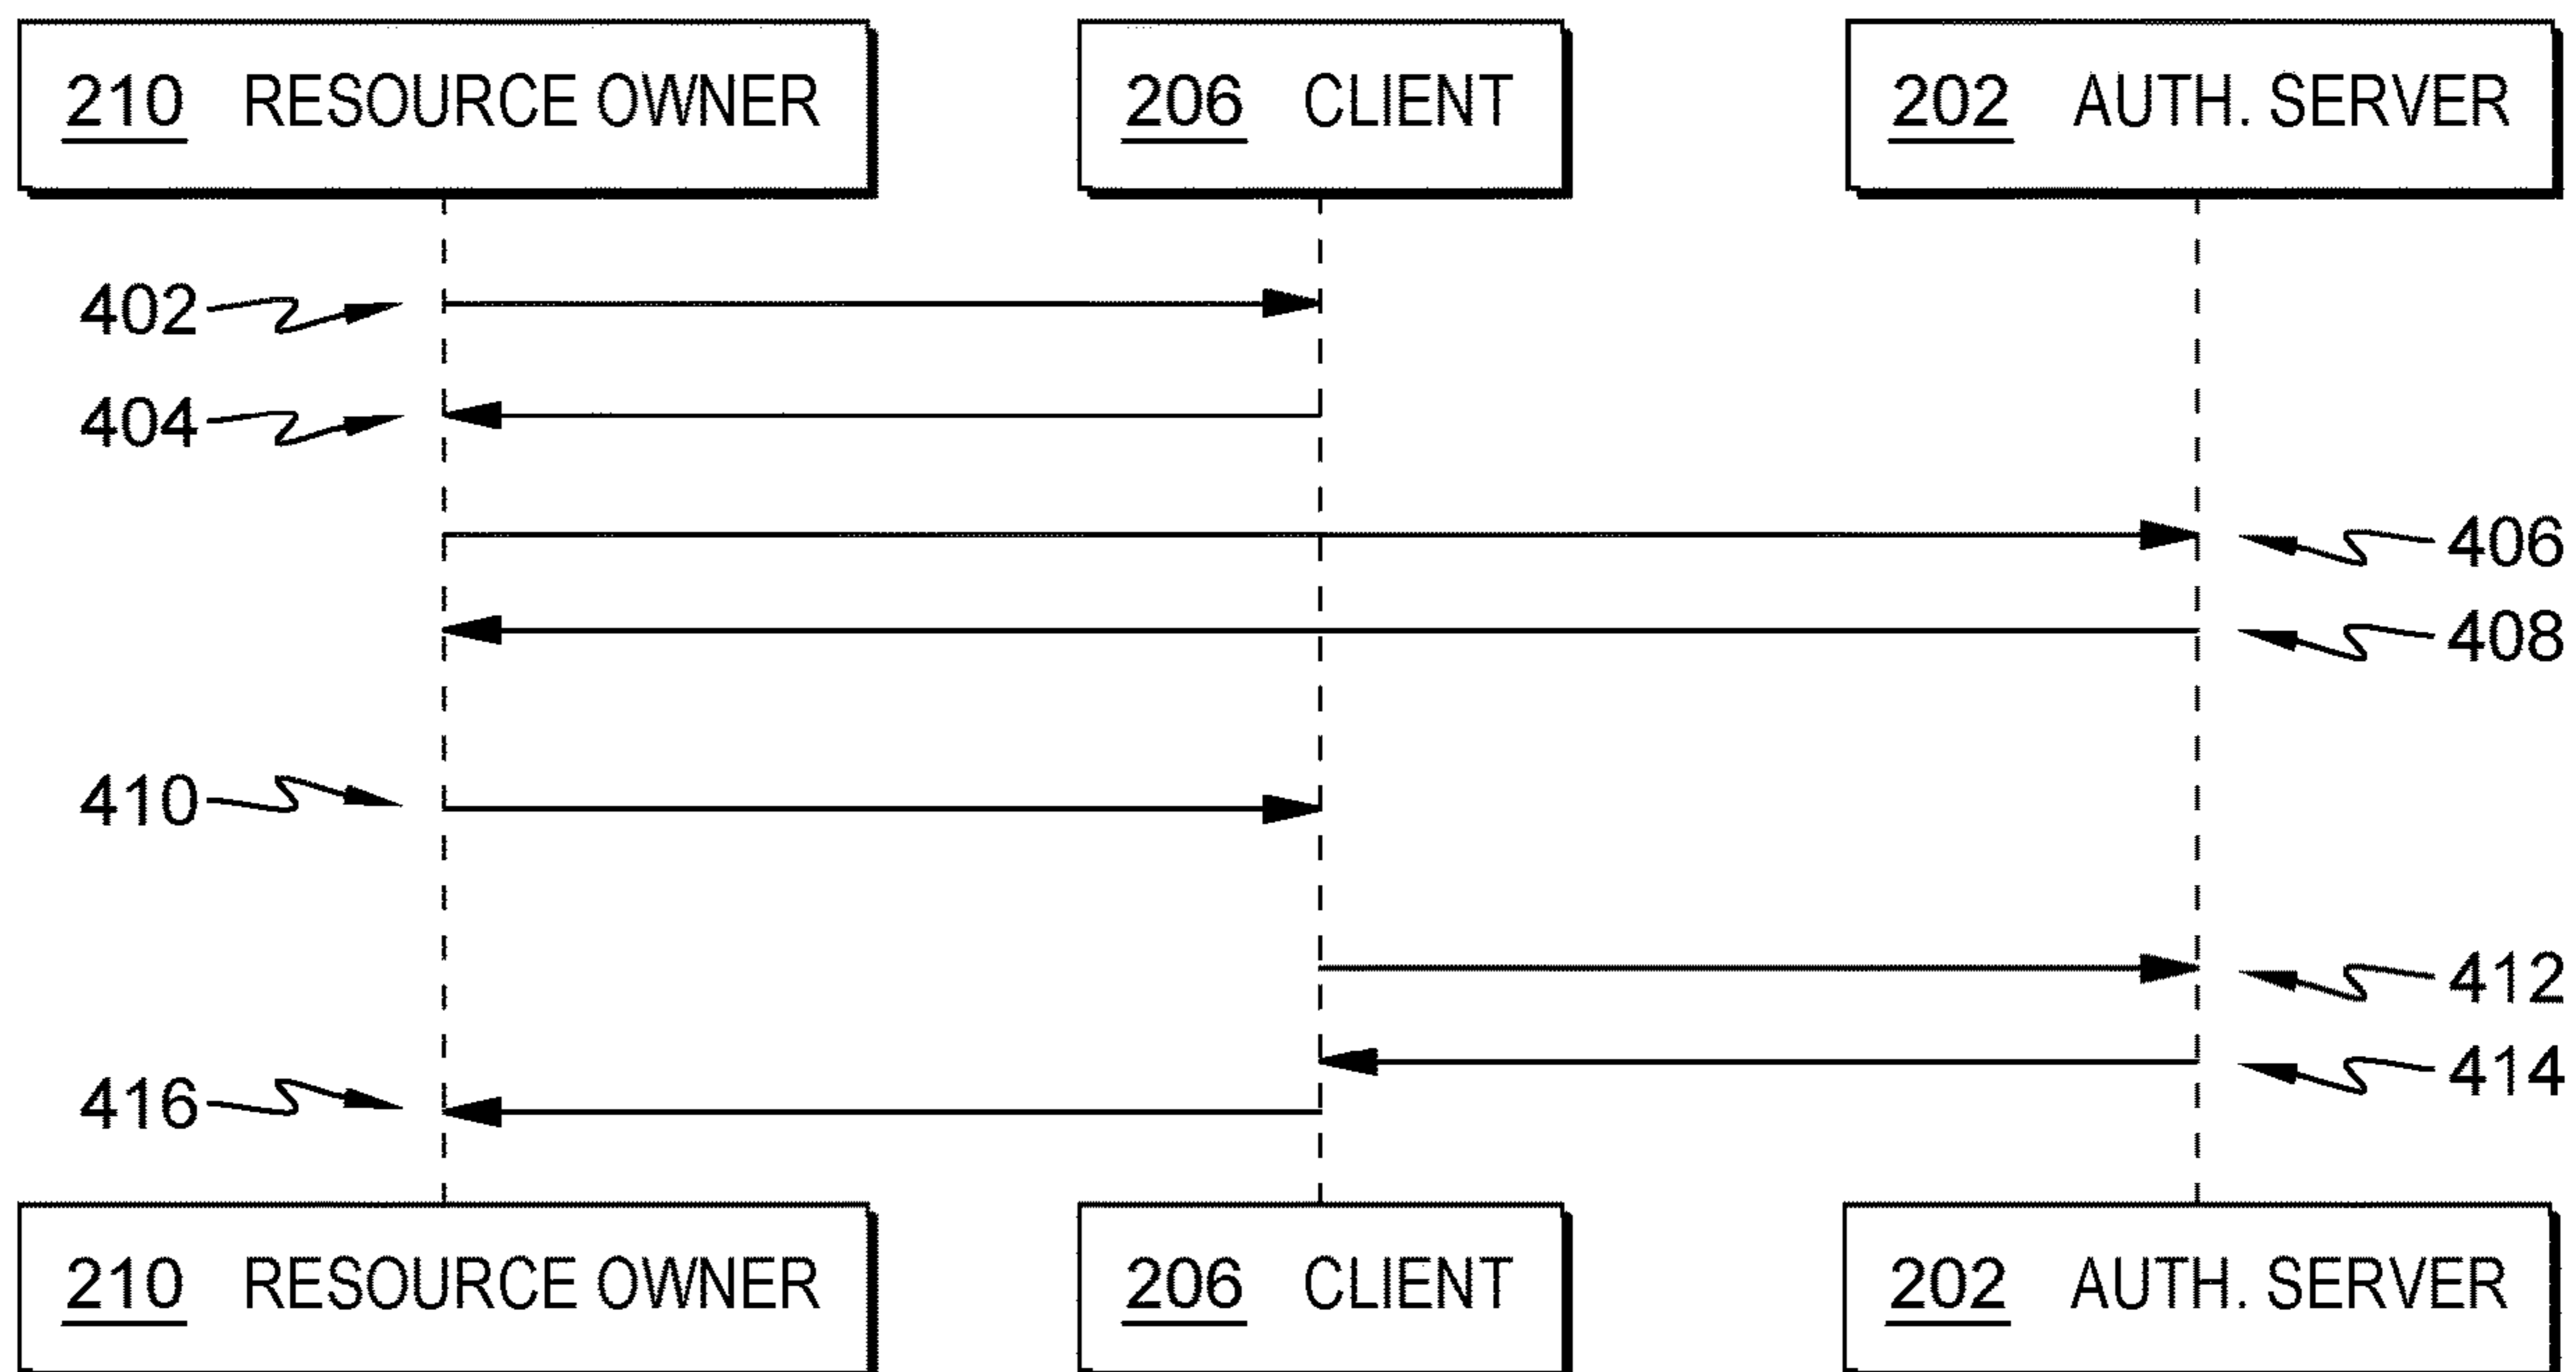 210 RESOURCE OWNER
206 CLIENT
202 AUTH. SERVER
402
404
406
408
410
412
414
416
210 RESOURCE OWNER
206 CLIENT
202 AUTH. SERVER